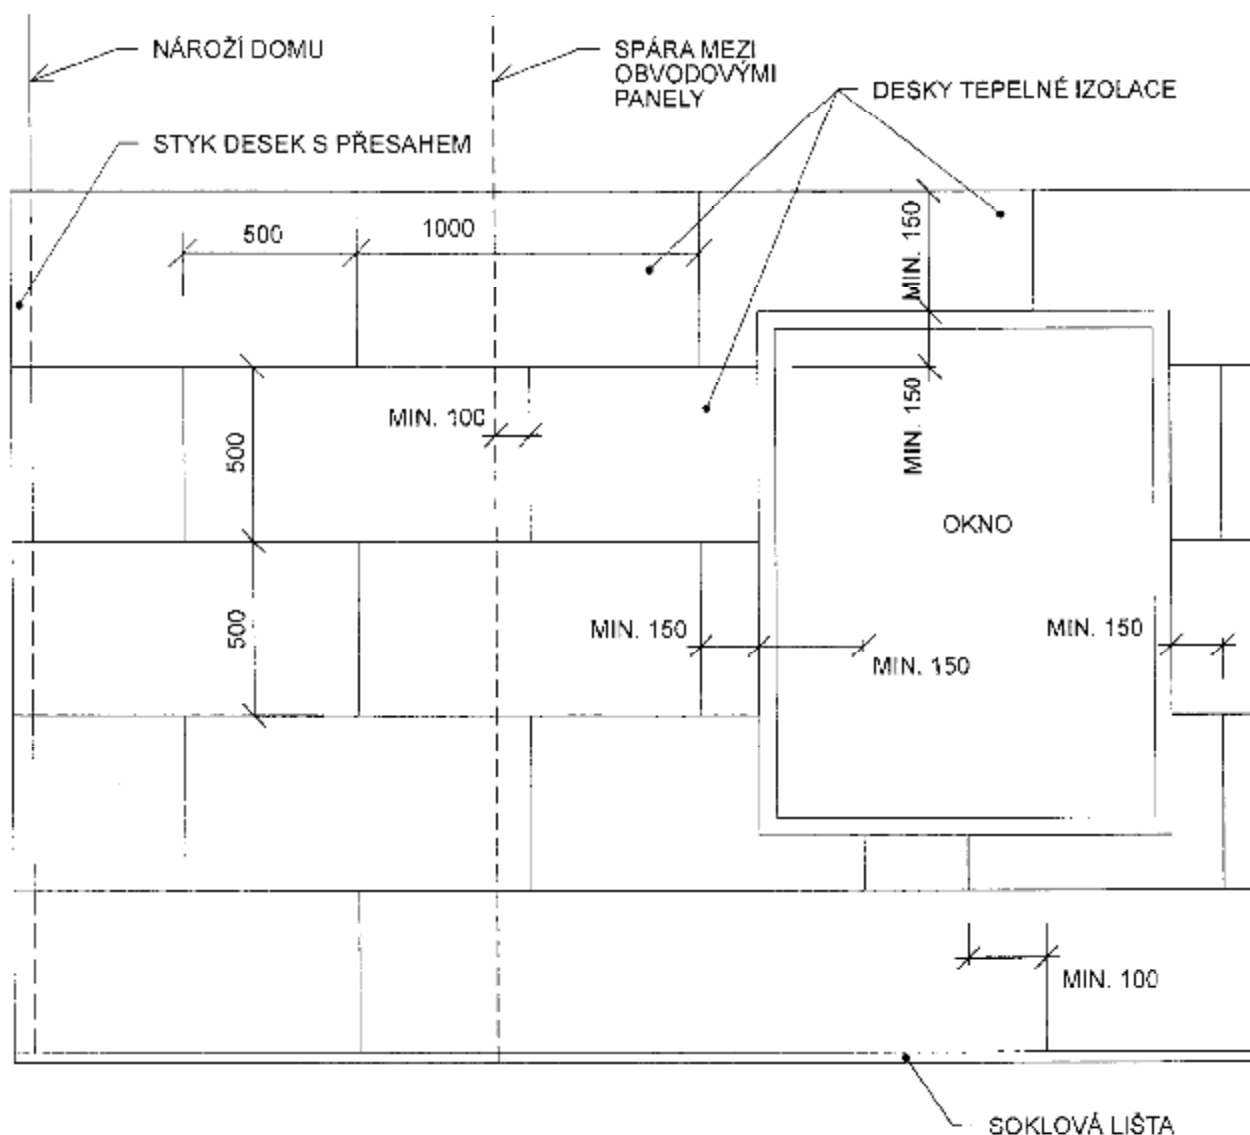 NÁROŽÍ DOMU
SPÁRA MEZI
OBVODOVÝMI
PANELY
DESKY TEPELNÉ IZOLACE
STYK DESEK S PŘESAHEM
500
1000
MIN. 150
MIN. 100
MIN. 150
500
OKNO
500
MIN. 150
MIN. 150
MIN. 150
MIN. 100
SOKLOVÁ LIŠTA